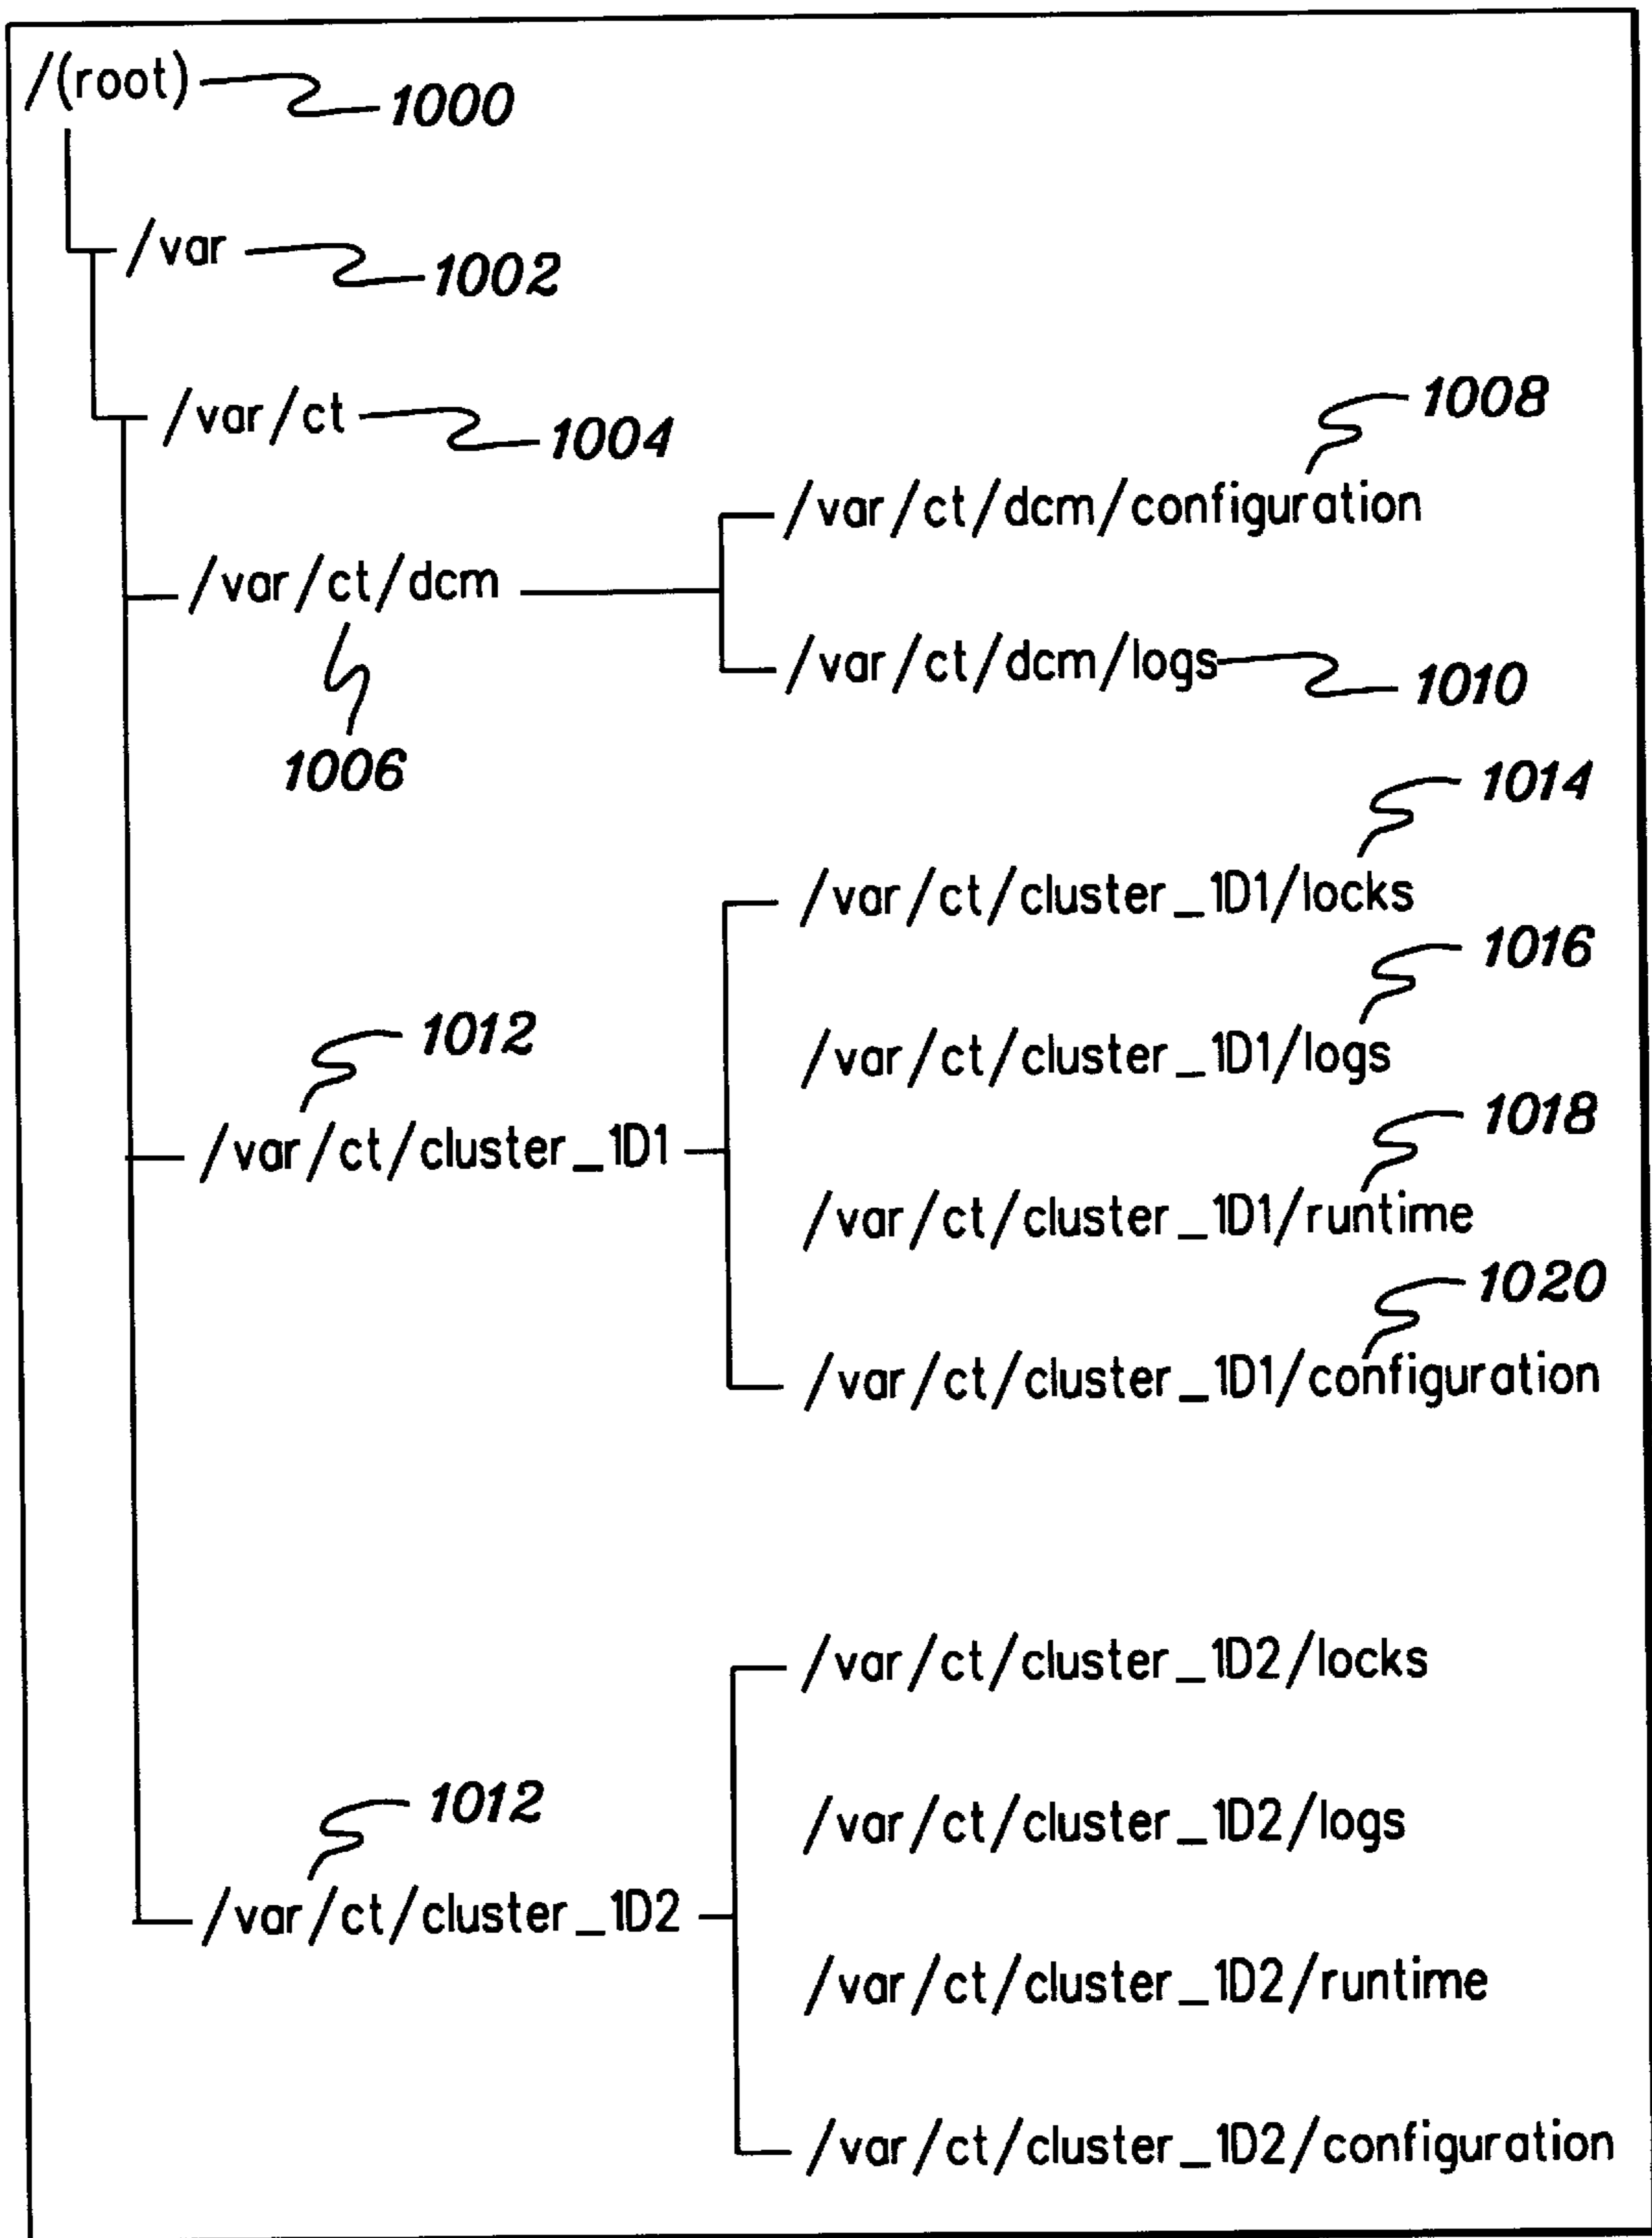 /(root) 1000
/var 1002
/var/ct 1004
1008
/var/ct/dcm/configuration
/var/ct/dcm
/var/ct/dcm/logs 1010
1006
1014
/var/ct/cluster_1D1/locks
1016
/var/ct/cluster_1D1/logs
1012
/var/ct/cluster_1D1
1018
/var/ct/cluster_1D1/runtime
1020
/var/ct/cluster_1D1/configuration
/var/ct/cluster_1D2/locks
1012
/var/ct/cluster_1D2/logs
/var/ct/cluster_1D2
/var/ct/cluster_1D2/runtime
/var/ct/cluster_1D2/configuration